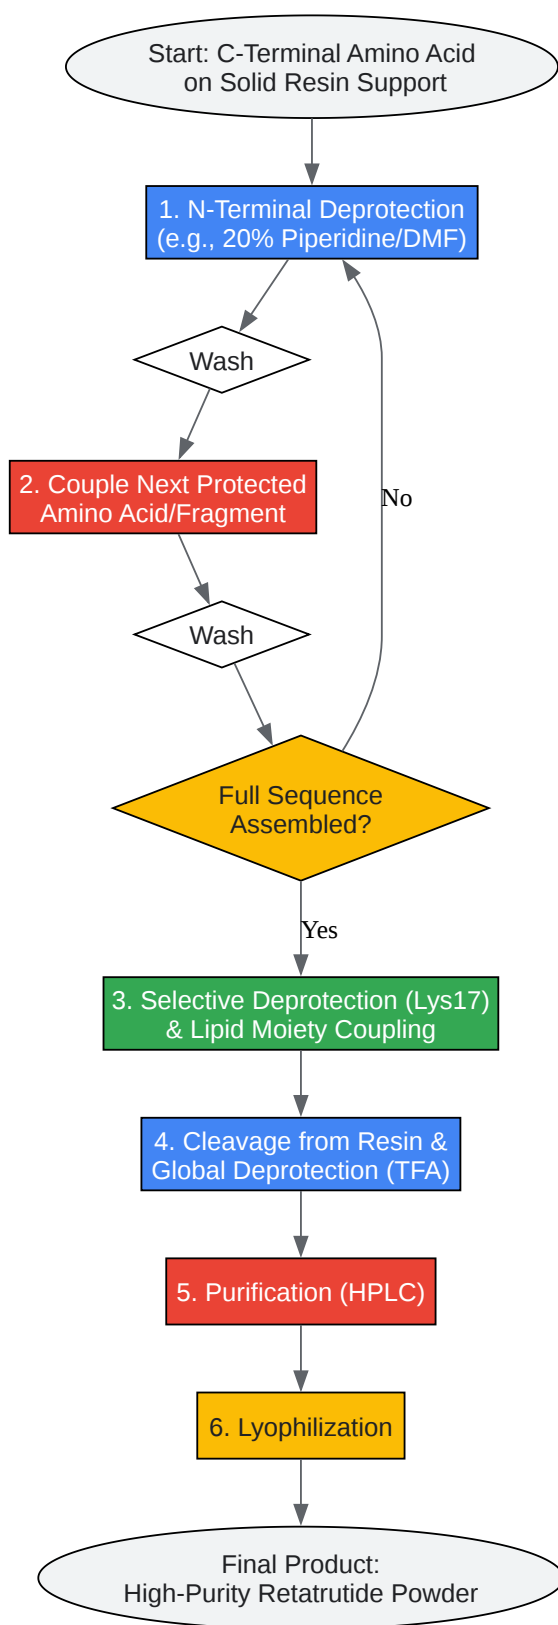 Start: C-Terminal Amino Acid
on Solid Resin Support
1. N-Terminal Deprotection
(e.g., 20% Piperidine/DMF)
Wash
2. Couple Next Protected
Amino Acid/Fragment
No
Wash
Full Sequence
Assembled?
Yes
3. Selective Deprotection (Lys17)
& Lipid Moiety Coupling
4. Cleavage from Resin &
Global Deprotection (TFA)
5. Purification (HPLC)
6. Lyophilization
Final Product:
High-Purity Retatrutide Powder